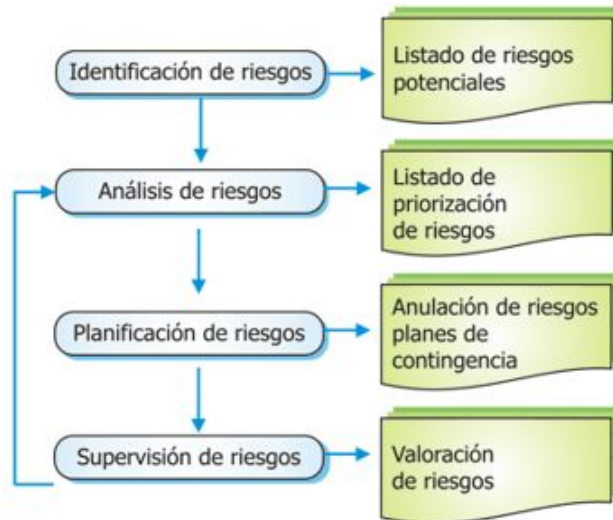 Identificación de riesgos
Listado de riesgos
potenciales
Análisis de riesgos
Listado de
priorización
de riesgos
Planificación de riesgos
Anulación de riesgos
planes de
contingencia
Supervisión de riesgos
Valoración
de riesgos